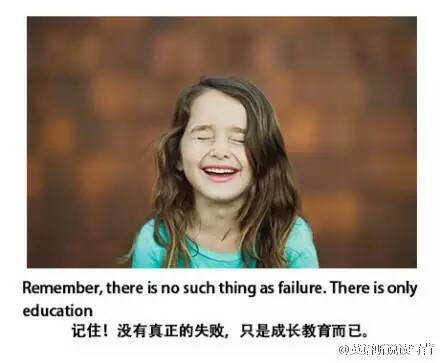 Remember, there is no such thing as failure. There is only
education
记住！没有真正的失败，只是成长教育而已。